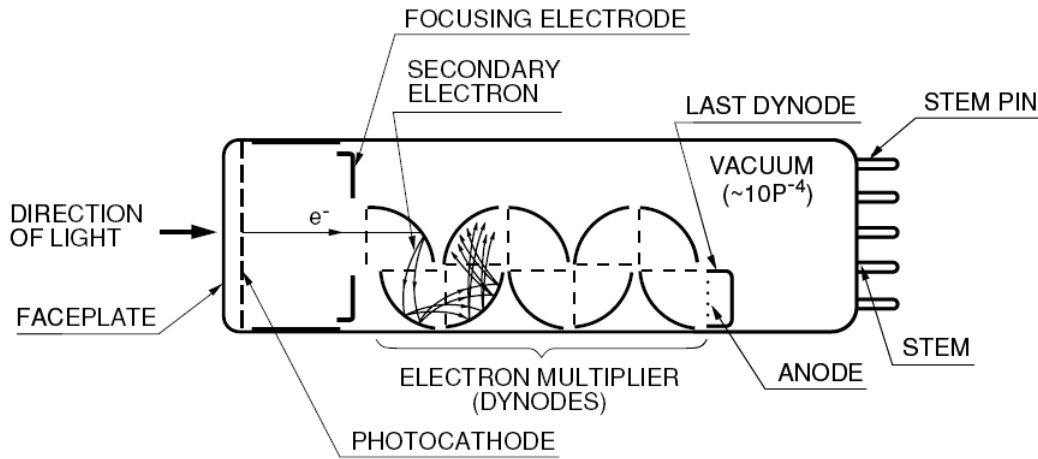 FOCUSING ELECTRODE
SECONDARY
ELECTRON
LAST DYNODE
STEM PIN
VACUUM
(~10P⁻⁴)
DIRECTION
OF LIGHT
e⁻
FACEPLATE
STEM
ELECTRON MULTIPLIER
(DYNODES)
ANODE
PHOTOCATHODE